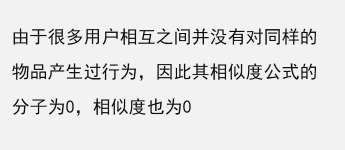 由于很多用户相互之间并没有对同样的
物品产生过行为，因此其相似度公式的
分子为0，相似度也为0